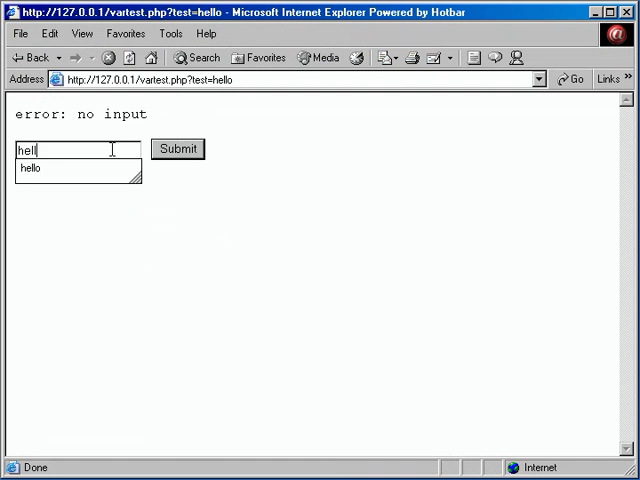 http://127.0.0.1/vartest.php?test=hello - Microsoft Internet Explorer Powered by Hotbar
File Edit View Favorites Tools Help
Back Search Favorites Media
Address http://127.0.0.1/vartest.php?test=hello Go Links »
error: no input
hell Submit
hello
Done Internet